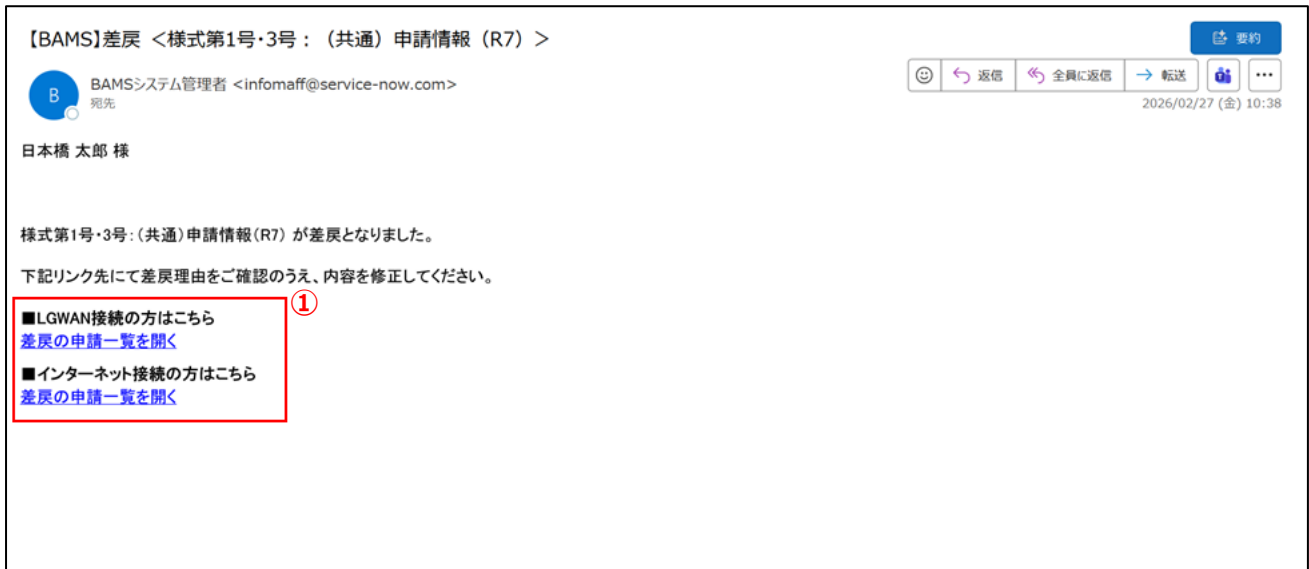 【BAMS】差戻 <様式第1号・3号：（共通）申請情報（R7）>
要約
B
BAMSシステム管理者 <infomaff@service-now.com>
宛先
返信
全員に返信
転送
2026/02/27 (金) 10:38
日本橋 太郎 様
様式第1号・3号：（共通）申請情報（R7） が差戻となりました。
下記リンク先にて差戻理由をご確認のうえ、内容を修正してください。
①
■LGWAN接続の方はこちら
差戻の申請一覧を開く
■インターネット接続の方はこちら
差戻の申請一覧を開く